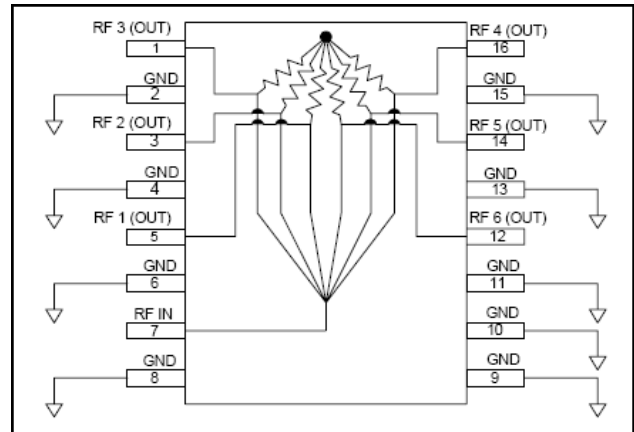 RF 3 (OUT)
1
GND
2
RF 2 (OUT)
3
GND
4
RF 1 (OUT)
5
GND
6
RF IN
7
GND
8
RF 4 (OUT)
16
GND
15
RF 5 (OUT)
14
GND
13
RF 6 (OUT)
12
GND
11
GND
10
GND
9